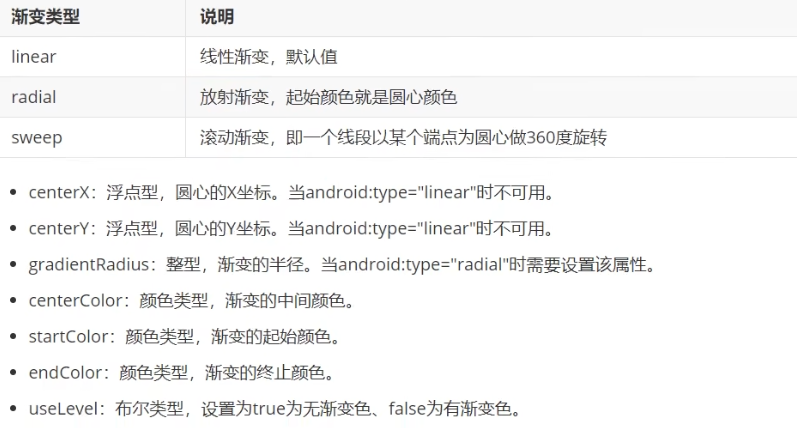 渐变类型 说明
linear 线性渐变，默认值
radial 放射渐变，起始颜色就是圆心颜色
sweep 滚动渐变，即一个线段以某个端点为圆心做360度旋转
• centerX：浮点型，圆心的X坐标。当android:type="linear"时不可用。
• centerY：浮点型，圆心的Y坐标。当android:type="linear"时不可用。
• gradientRadius：整型，渐变的半径。当android:type="radial"时需要设置该属性。
• centerColor：颜色类型，渐变的中间颜色。
• startColor：颜色类型，渐变的起始颜色。
• endColor：颜色类型，渐变的终止颜色。
• useLevel：布尔类型，设置为true为无渐变色、false为有渐变色。